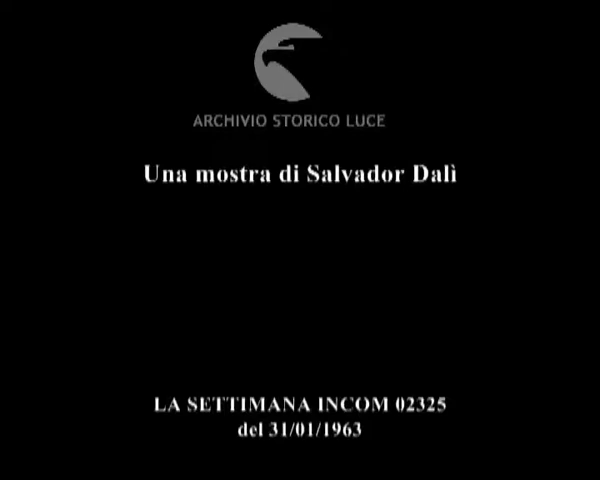 ARCHIVIO STORICO LUCE
Una mostra di Salvador Dalì
LA SETTIMANA INCOM 02325
del 31/01/1963